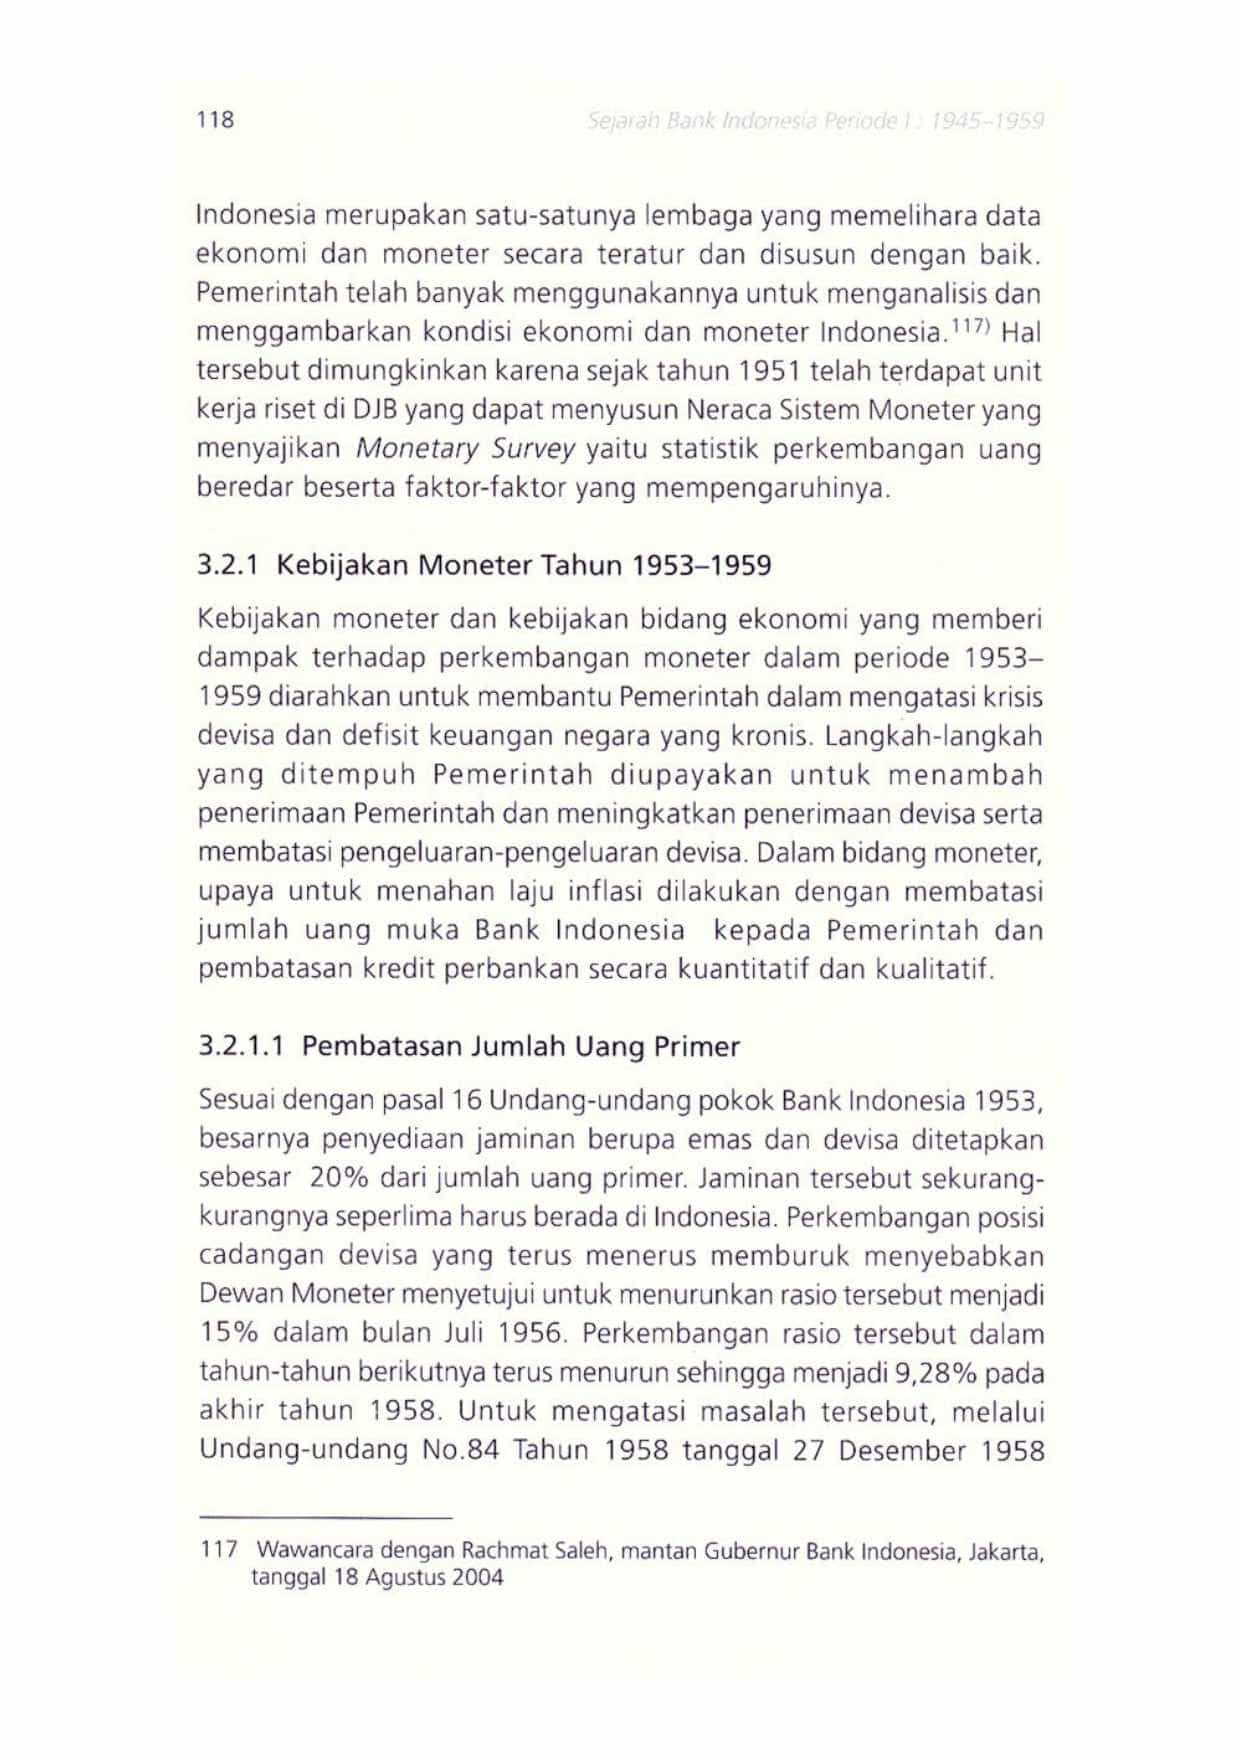 118
Sejarah Bank Indonesia Periode I : 1945–1959
Indonesia merupakan satu-satunya lembaga yang memelihara data
ekonomi dan moneter secara teratur dan disusun dengan baik.
Pemerintah telah banyak menggunakannya untuk menganalisis dan
menggambarkan kondisi ekonomi dan moneter Indonesia.117) Hal
tersebut dimungkinkan karena sejak tahun 1951 telah terdapat unit
kerja riset di DJB yang dapat menyusun Neraca Sistem Moneter yang
menyajikan Monetary Survey yaitu statistik perkembangan uang
beredar beserta faktor-faktor yang mempengaruhinya.
3.2.1 Kebijakan Moneter Tahun 1953–1959
Kebijakan moneter dan kebijakan bidang ekonomi yang memberi
dampak terhadap perkembangan moneter dalam periode 1953–
1959 diarahkan untuk membantu Pemerintah dalam mengatasi krisis
devisa dan defisit keuangan negara yang kronis. Langkah-langkah
yang ditempuh Pemerintah diupayakan untuk menambah
penerimaan Pemerintah dan meningkatkan penerimaan devisa serta
membatasi pengeluaran-pengeluaran devisa. Dalam bidang moneter,
upaya untuk menahan laju inflasi dilakukan dengan membatasi
jumlah uang muka Bank Indonesia kepada Pemerintah dan
pembatasan kredit perbankan secara kuantitatif dan kualitatif.
3.2.1.1 Pembatasan Jumlah Uang Primer
Sesuai dengan pasal 16 Undang-undang pokok Bank Indonesia 1953,
besarnya penyediaan jaminan berupa emas dan devisa ditetapkan
sebesar 20% dari jumlah uang primer. Jaminan tersebut sekurang-
kurangnya seperlima harus berada di Indonesia. Perkembangan posisi
cadangan devisa yang terus menerus memburuk menyebabkan
Dewan Moneter menyetujui untuk menurunkan rasio tersebut menjadi
15% dalam bulan Juli 1956. Perkembangan rasio tersebut dalam
tahun-tahun berikutnya terus menurun sehingga menjadi 9,28% pada
akhir tahun 1958. Untuk mengatasi masalah tersebut, melalui
Undang-undang No.84 Tahun 1958 tanggal 27 Desember 1958
117 Wawancara dengan Rachmat Saleh, mantan Gubernur Bank Indonesia, Jakarta,
tanggal 18 Agustus 2004